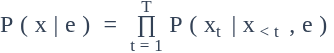 P ( x | e ) = ∏_{t = 1}^{T} P ( x_t | x_{< t} , e )